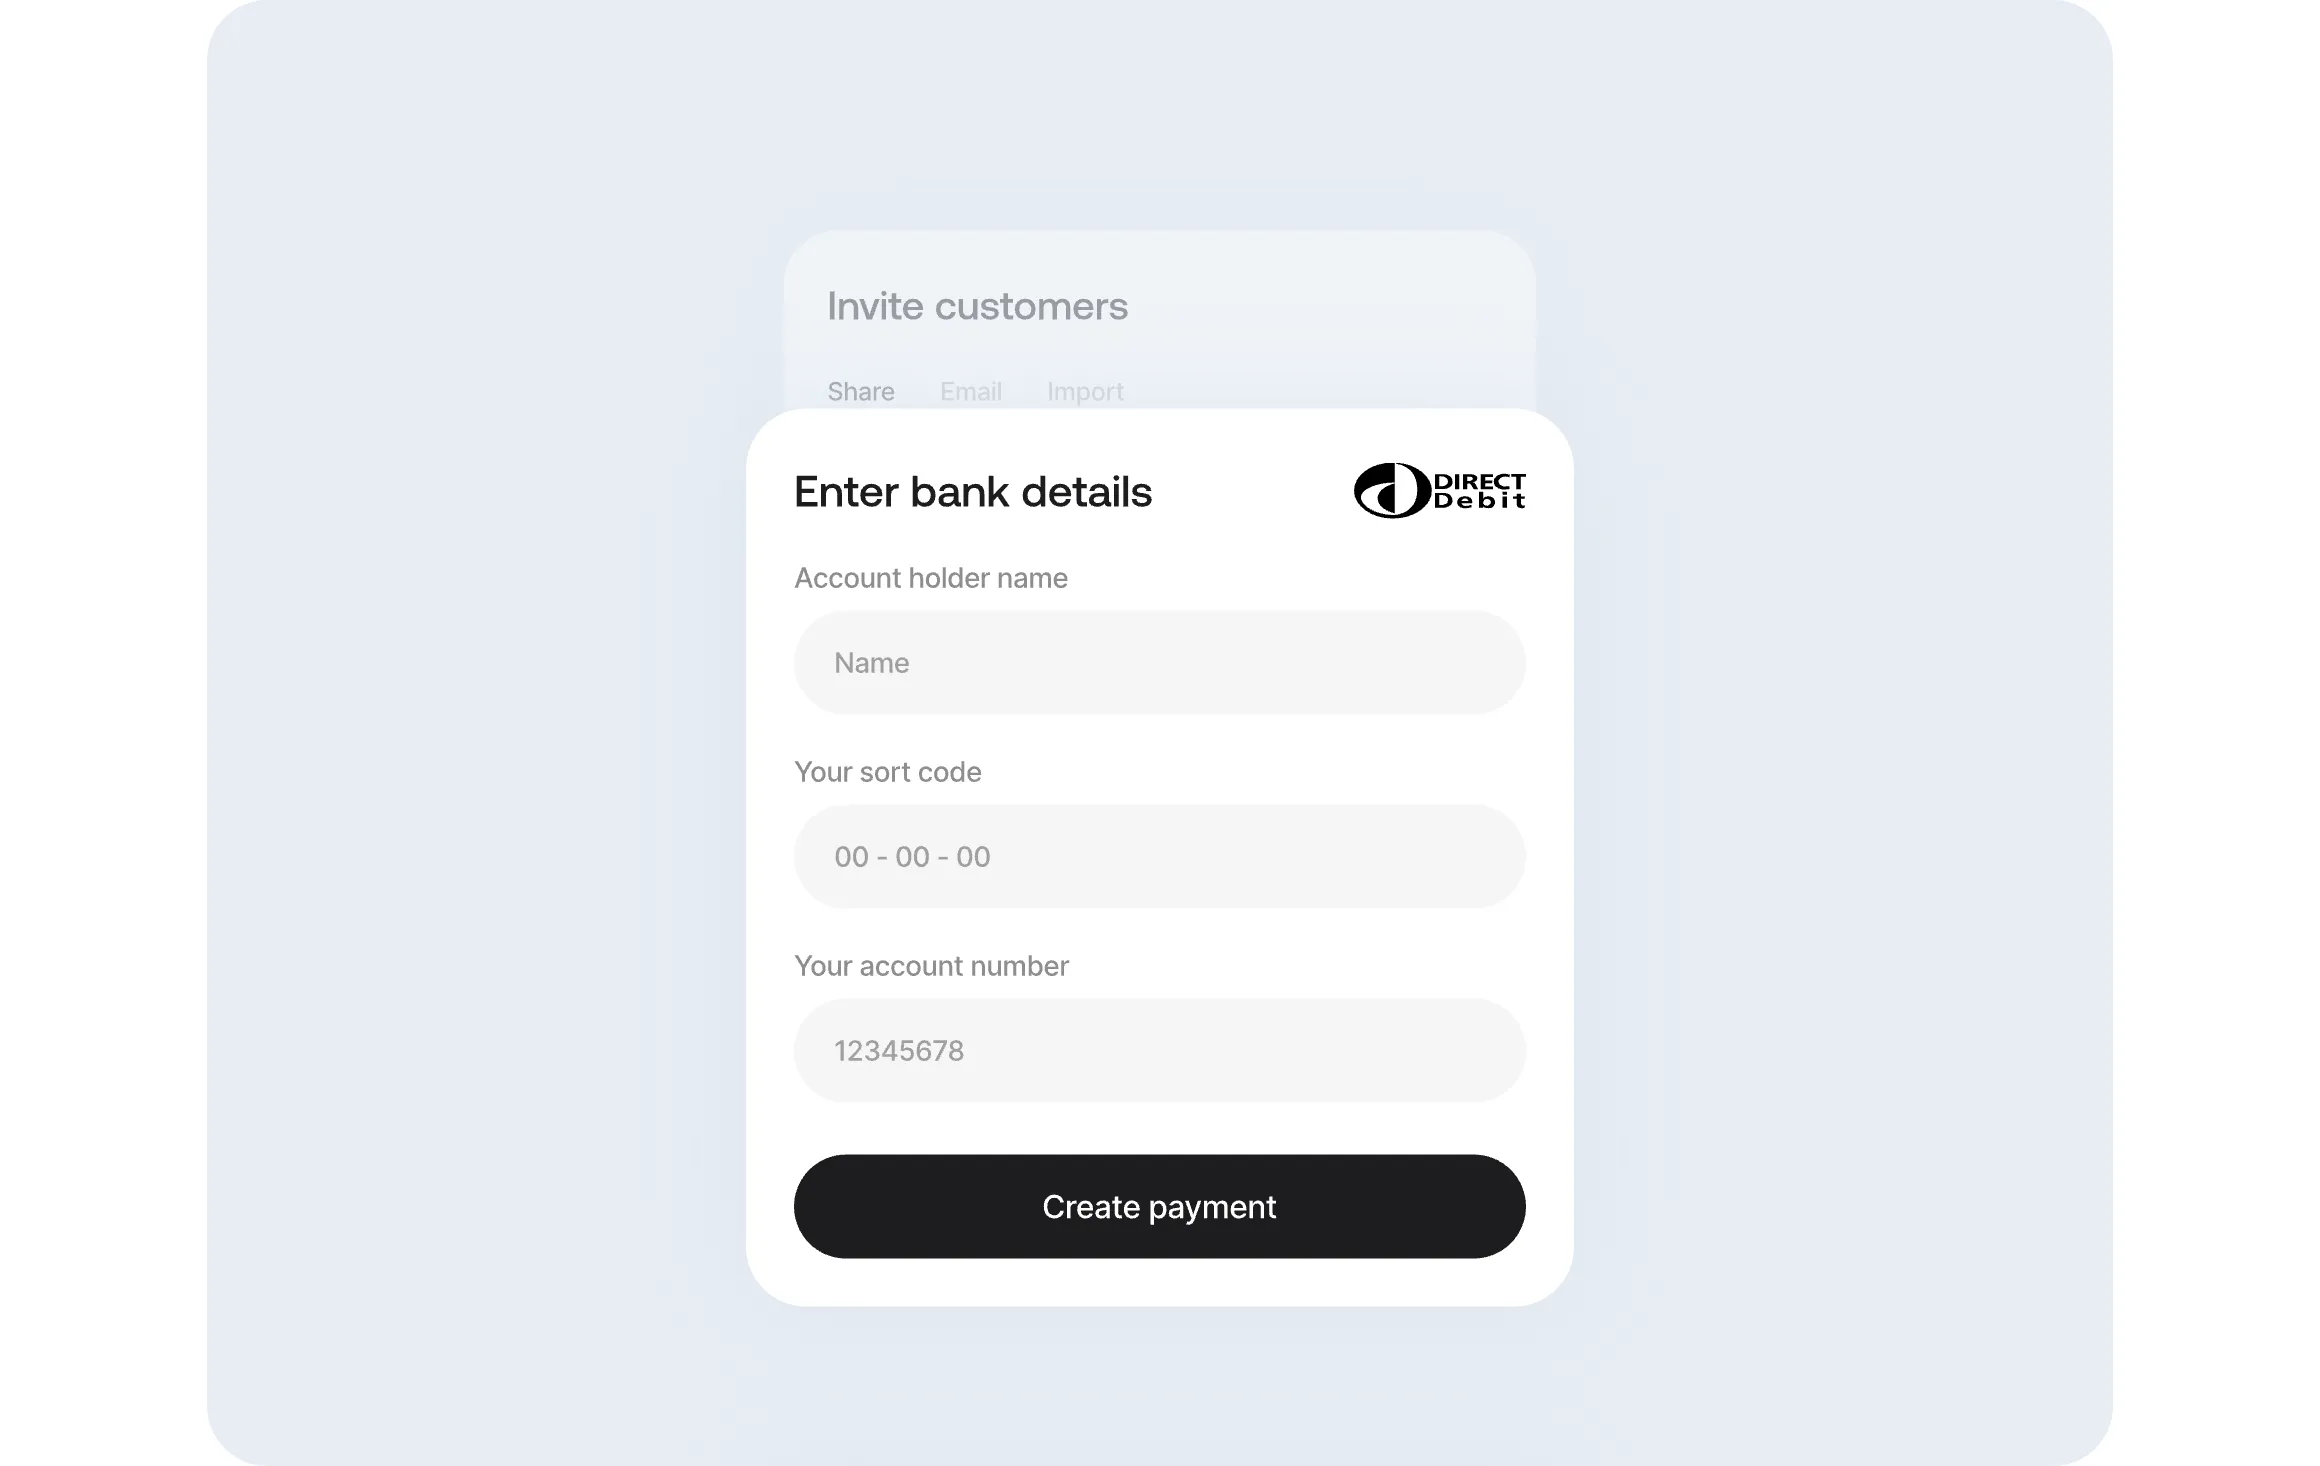 Invite customers
Share Email Import
Enter bank details
DIRECT
Debit
Account holder name
Name
Your sort code
00 - 00 - 00
Your account number
12345678
Create payment